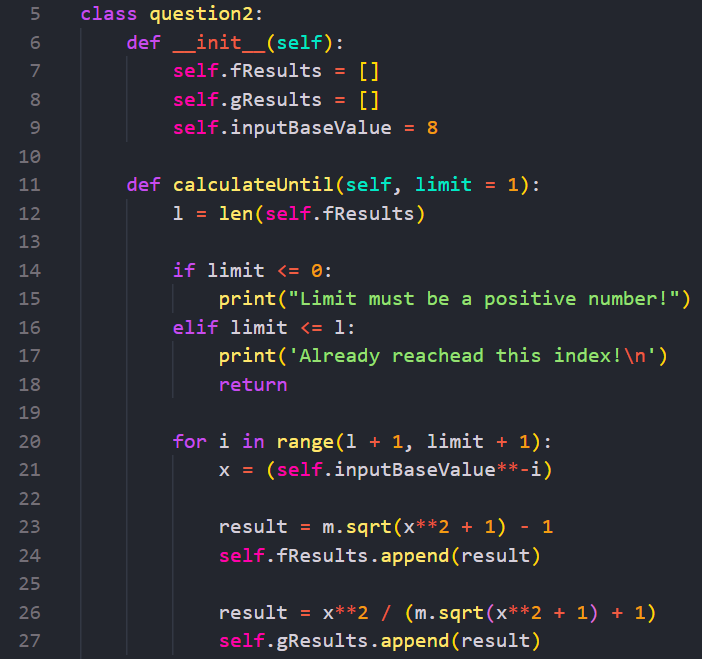 5 class question2:
6     def __init__(self):
7         self.fResults = []
8         self.gResults = []
9         self.inputBaseValue = 8
10
11     def calculateUntil(self, limit = 1):
12         l = len(self.fResults)
13
14         if limit <= 0:
15             print("Limit must be a positive number!")
16         elif limit <= l:
17             print('Already reachead this index!\n')
18             return
19
20         for i in range(l + 1, limit + 1):
21             x = (self.inputBaseValue**-i)
22
23             result = m.sqrt(x**2 + 1) - 1
24             self.fResults.append(result)
25
26             result = x**2 / (m.sqrt(x**2 + 1) + 1)
27             self.gResults.append(result)